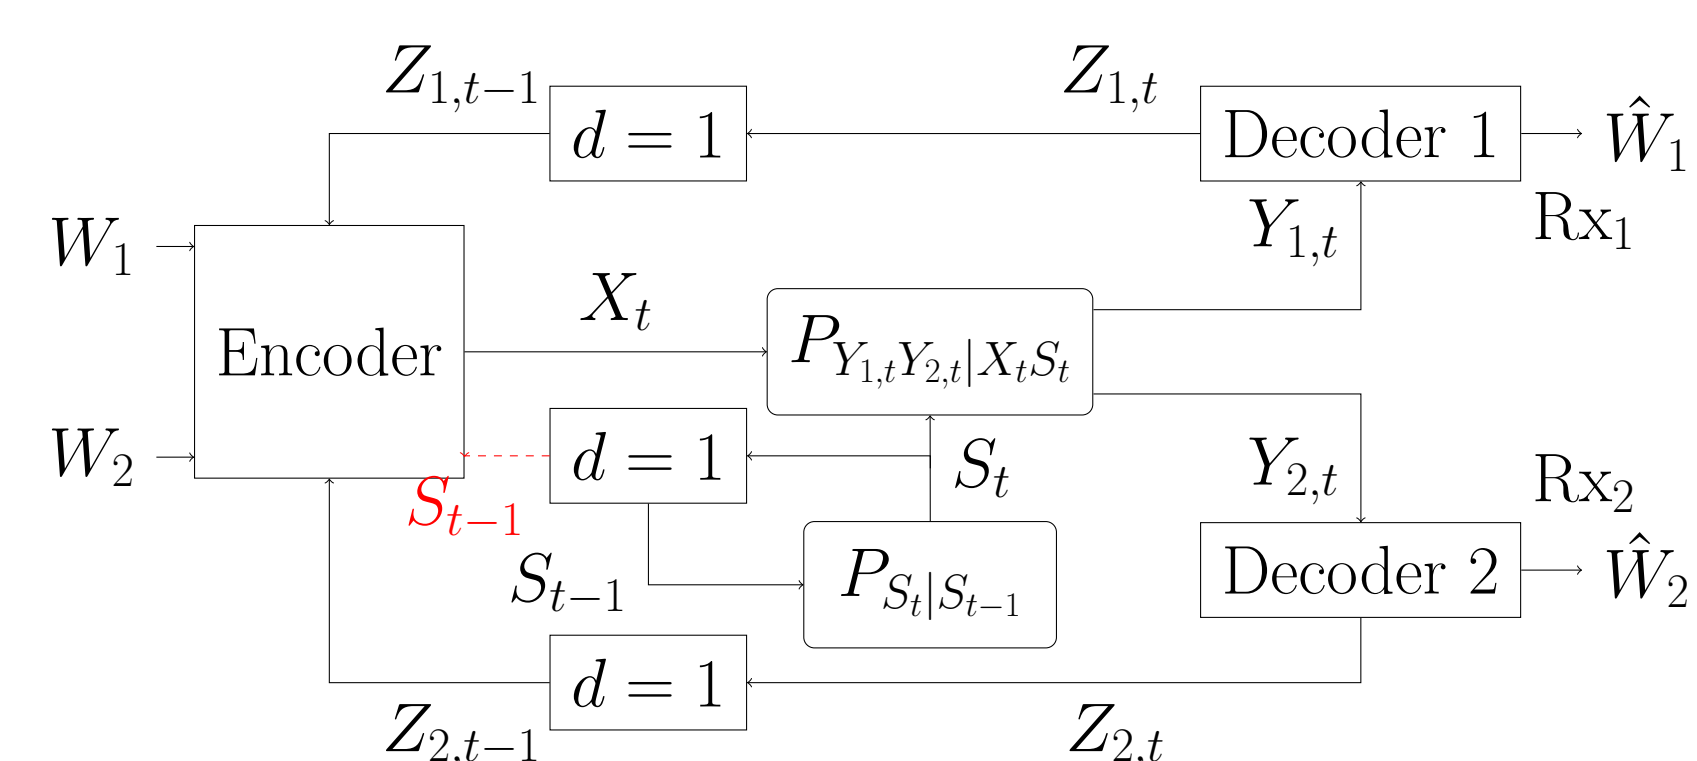 Z_{1,t-1}
Z_{1,t}
d = 1
Decoder 1
Ŵ_1
W_1
Y_{1,t}
Rx_1
X_t
Encoder
P_{Y_{1,t}Y_{2,t}|X_tS_t}
W_2
d = 1
S_t
Y_{2,t}
Rx_2
S_{t-1}
S_{t-1}
P_{S_t|S_{t-1}}
Decoder 2
Ŵ_2
d = 1
Z_{2,t-1}
Z_{2,t}